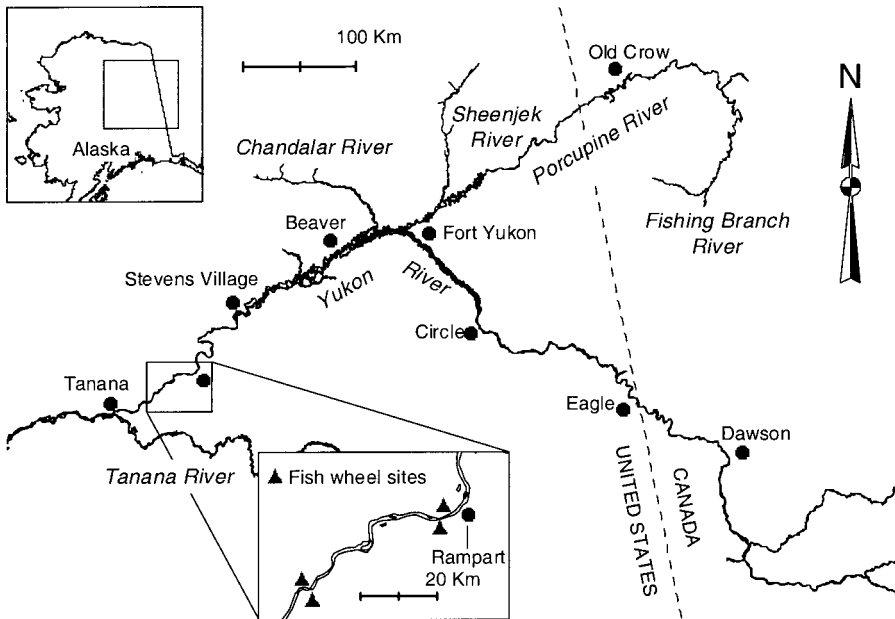 100 Km
Old Crow
N
Sheenjek
River
Alaska
Chandalar River
Porcupine River
Beaver
Fort Yukon
Fishing Branch
River
Stevens Village
Yukon
River
Circle
Tanana
Eagle
Dawson
Tanana River
UNITED STATES
CANADA
Fish wheel sites
Rampart
20 Km